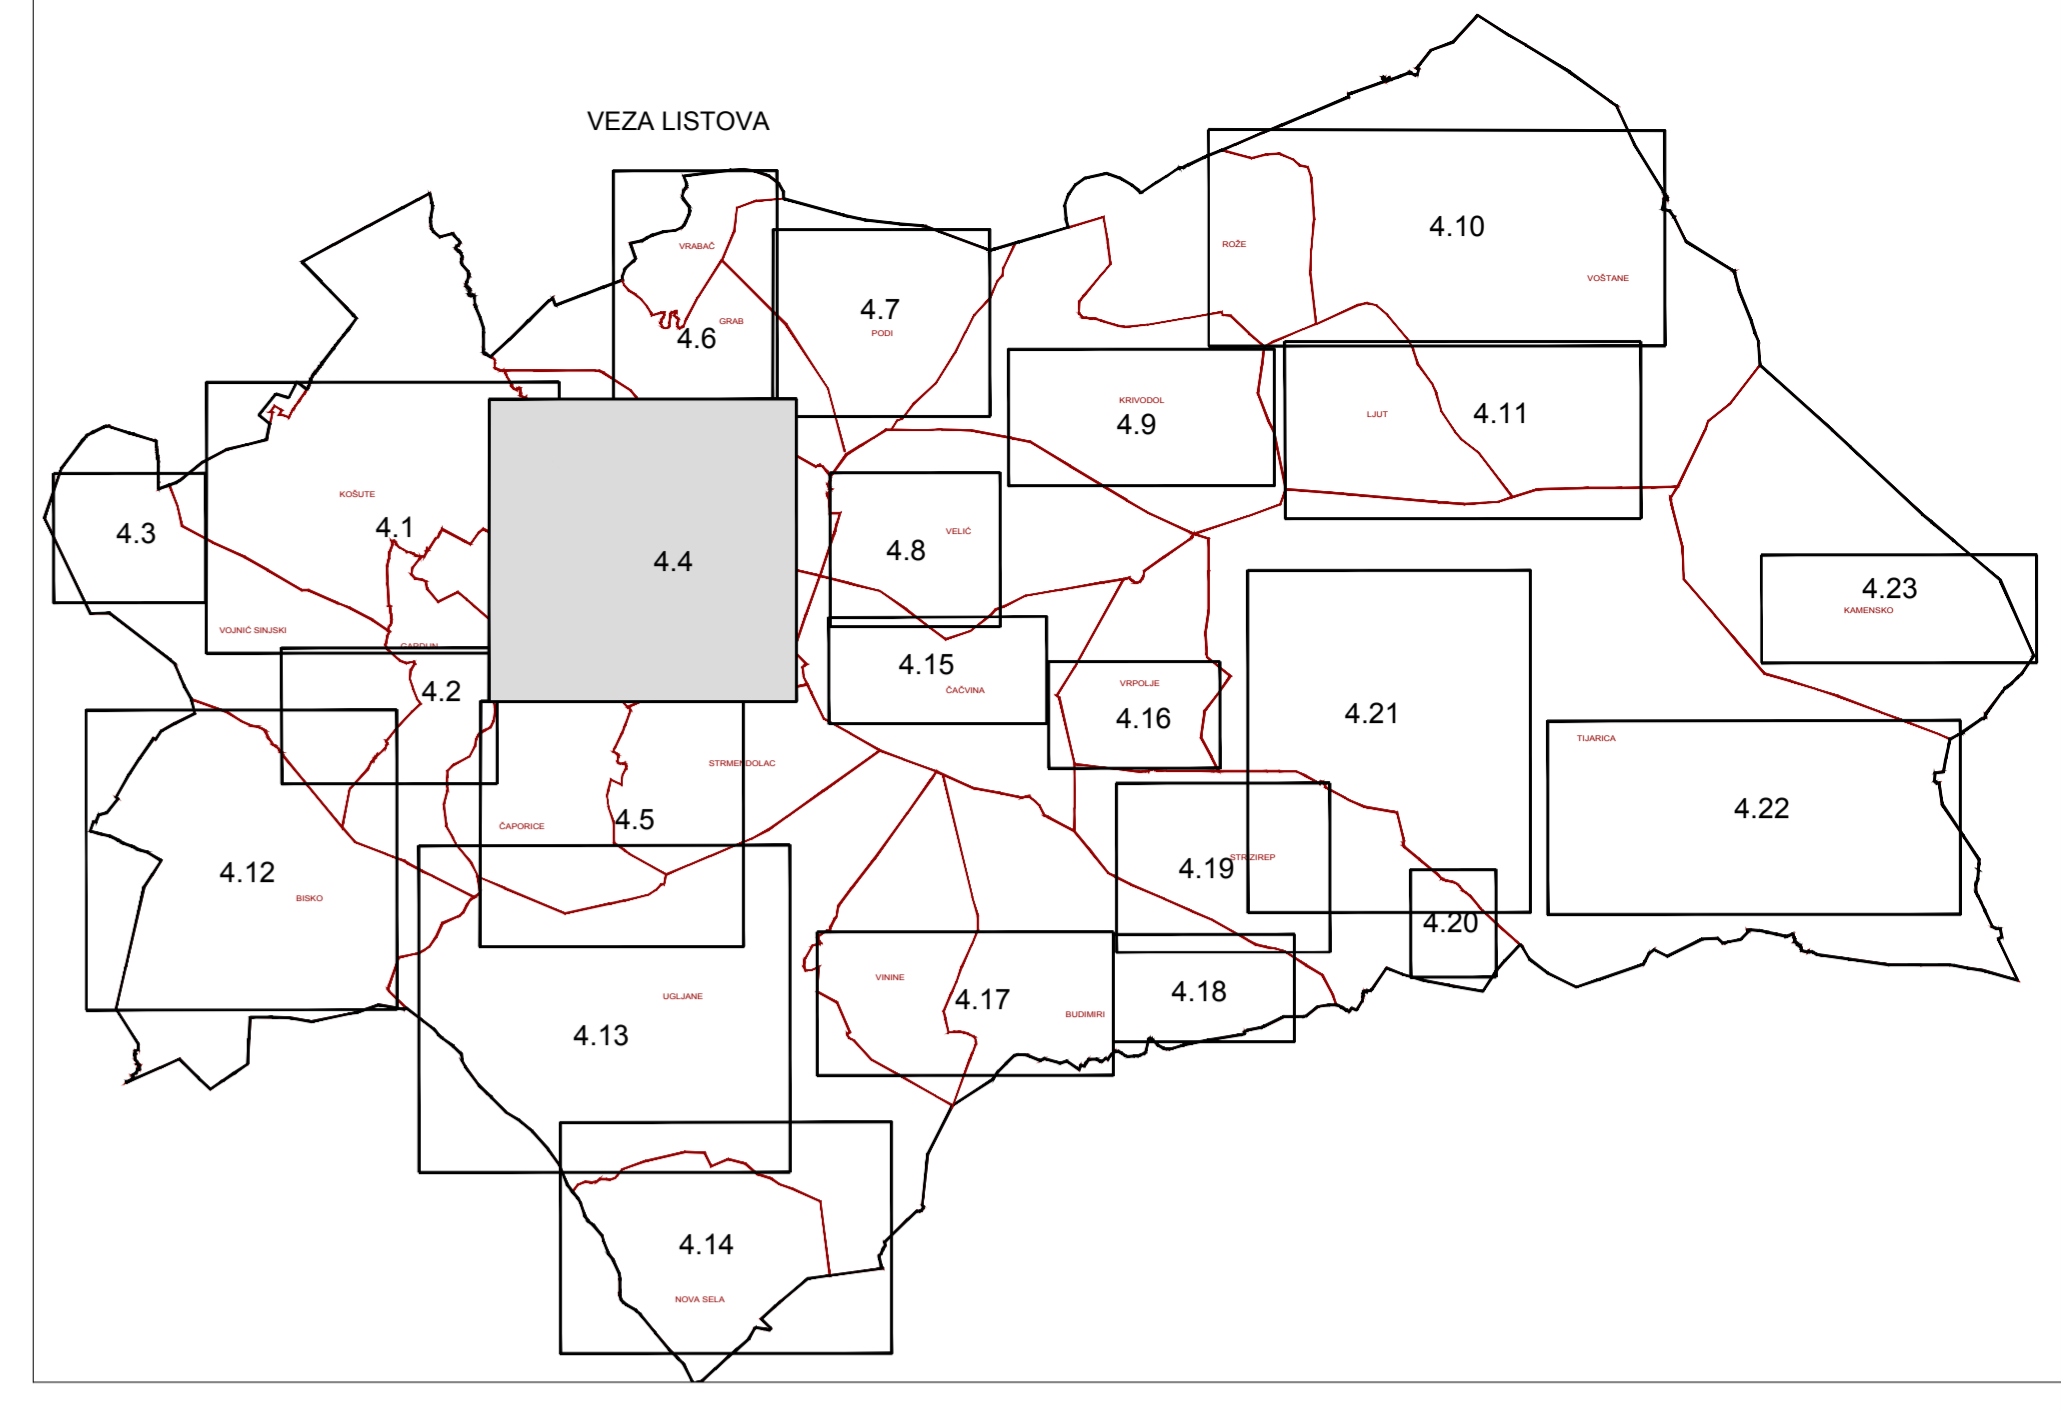 VEZA LISTOVA
4.10
VRABAČ
ROŽE
VOŠTANE
4.7
GRAB
PODI
4.6
KRIVODOL
4.9
LJUT
4.11
KOŠUTE
4.1
4.3
4.4
VELIĆ
4.8
4.23
KAMENSKO
VOJNIĆ SINJSKI
GARDUN
4.2
4.15
ČAČVINA
VRPOLJE
4.16
4.21
TIJARICA
STRMENDOLAC
4.22
ČAPORICE
4.5
4.12
BISKO
4.19
STRIZIREP
4.20
VININE
4.17
BUDIMIRI
4.18
UGLJANE
4.13
4.14
NOVA SELA